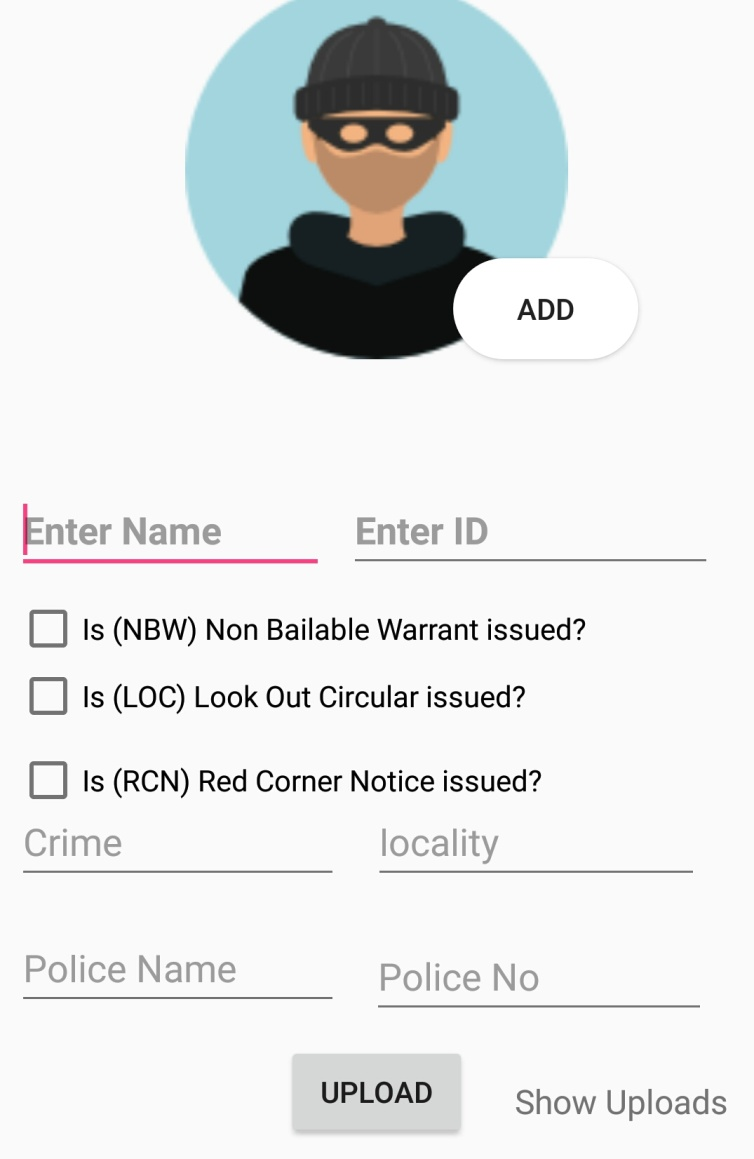 ADD
Enter Name Enter ID
Is (NBW) Non Bailable Warrant issued?
Is (LOC) Look Out Circular issued?
Is (RCN) Red Corner Notice issued?
Crime locality
Police Name Police No
UPLOAD Show Uploads